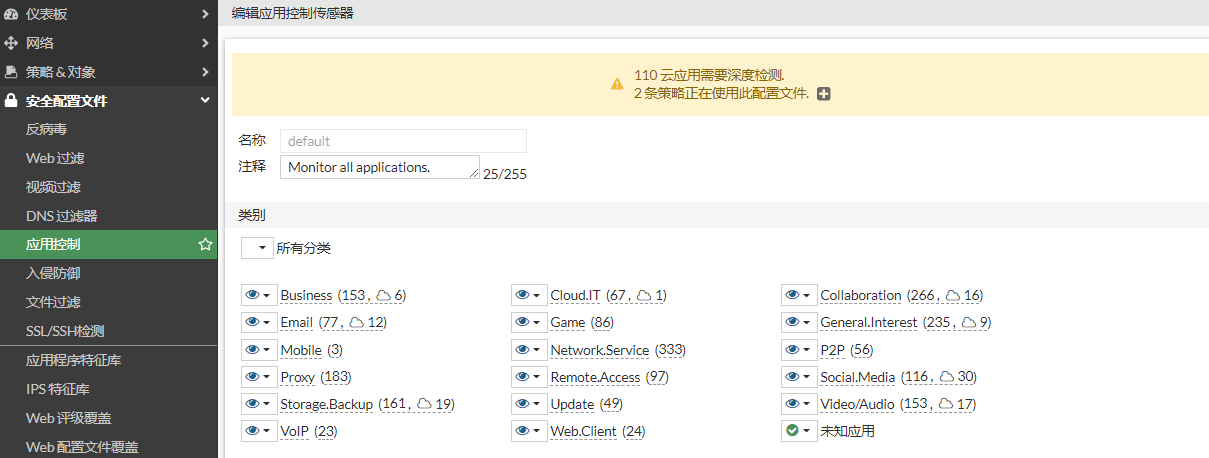 仪表板
网络
策略 & 对象
安全配置文件
反病毒
Web 过滤
视频过滤
DNS 过滤器
应用控制
入侵防御
文件过滤
SSL/SSH检测
应用程序特征库
IPS 特征库
Web 评级覆盖
Web 配置文件覆盖
编辑应用控制传感器
110 云应用需要深度检测.
2 条策略正在使用此配置文件.
名称 default
注释 Monitor all applications. 25/255
类别
所有分类
Business (153, 6) Cloud.IT (67, 1) Collaboration (266, 16)
Email (77, 12) Game (86) General.Interest (235, 9)
Mobile (3) Network.Service (333) P2P (56)
Proxy (183) Remote.Access (97) Social.Media (116, 30)
Storage.Backup (161, 19) Update (49) Video/Audio (153, 17)
VoIP (23) Web.Client (24) 未知应用